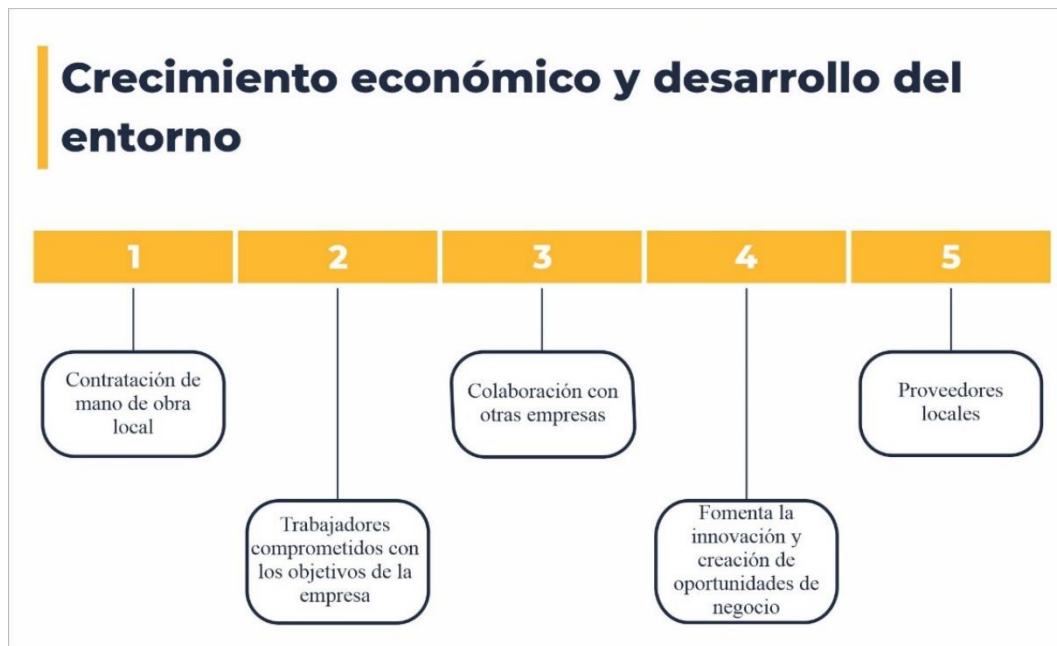 Crecimiento económico y desarrollo del
entorno
1
2
3
4
5
Contratación de
mano de obra
local
Trabajadores
comprometidos con
los objetivos de la
empresa
Colaboración con
otras empresas
Fomenta la
innovación y
creación de
oportunidades de
negocio
Proveedores
locales